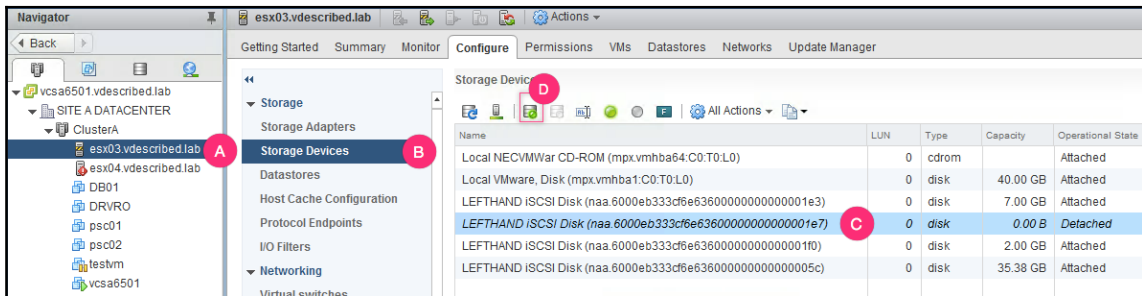 Navigator
esx03.vdescribed.lab Actions
Back
Getting Started Summary Monitor Configure Permissions VMs Datastores Networks Update Manager
vcsa6501.vdescribed.lab
SITE A DATACENTER
ClusterA
esx03.vdescribed.lab A
esx04.vdescribed.lab
DB01
DRVRO
psc01
psc02
testvm
vcsa6501
Storage
Storage Adapters
Storage Devices B
Datastores
Host Cache Configuration
Protocol Endpoints
I/O Filters
Networking
Virtual switches
Storage Devic
D
F All Actions
Name LUN Type Capacity Operational State
Local NECVMWar CD-ROM (mpx.vmhba64:C0:T0:L0) 0 cdrom Attached
Local VMware, Disk (mpx.vmhba1:C0:T0:L0) 0 disk 40.00 GB Attached
LEFTHAND iSCSI Disk (naa.6000eb333cf6e63600000000000001e3) 0 disk 7.00 GB Attached
LEFTHAND iSCSI Disk (naa.6000eb333cf6e63600000000000001e7) C 0 disk 0.00 B Detached
LEFTHAND iSCSI Disk (naa.6000eb333cf6e63600000000000001f0) 0 disk 2.00 GB Attached
LEFTHAND iSCSI Disk (naa.6000eb333cf6e636000000000000005c) 0 disk 35.38 GB Attached